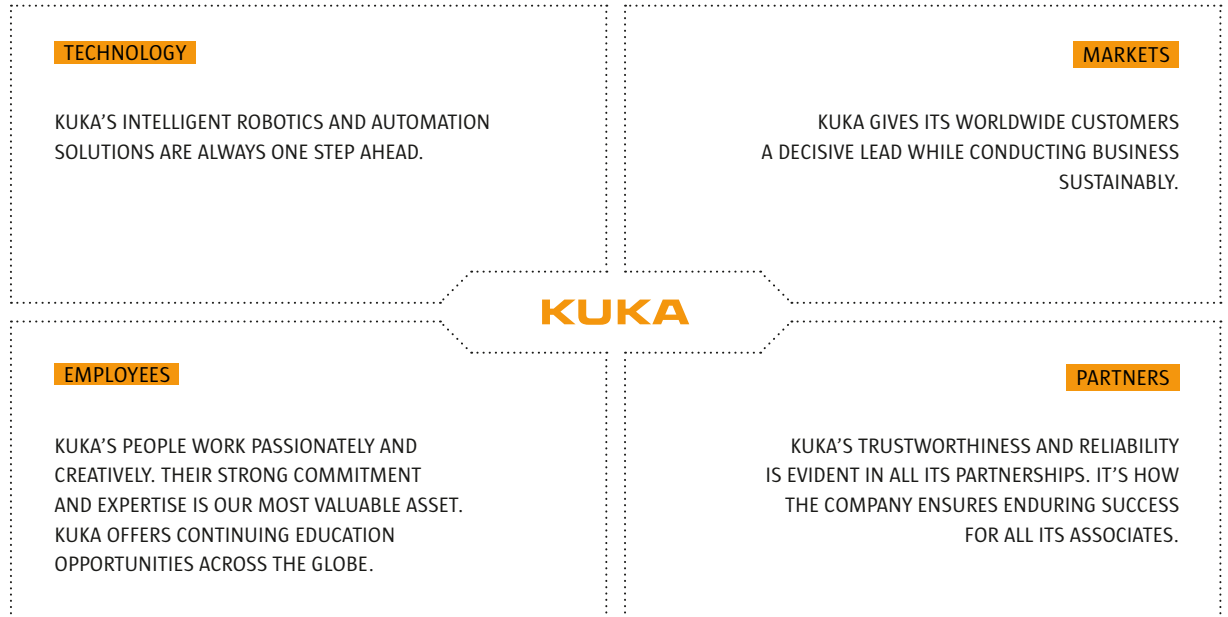 TECHNOLOGY
KUKA’S INTELLIGENT ROBOTICS AND AUTOMATION
SOLUTIONS ARE ALWAYS ONE STEP AHEAD.
MARKETS
KUKA GIVES ITS WORLDWIDE CUSTOMERS
A DECISIVE LEAD WHILE CONDUCTING BUSINESS
SUSTAINABLY.
KUKA
EMPLOYEES
KUKA’S PEOPLE WORK PASSIONATELY AND
CREATIVELY. THEIR STRONG COMMITMENT
AND EXPERTISE IS OUR MOST VALUABLE ASSET.
KUKA OFFERS CONTINUING EDUCATION
OPPORTUNITIES ACROSS THE GLOBE.
PARTNERS
KUKA’S TRUSTWORTHINESS AND RELIABILITY
IS EVIDENT IN ALL ITS PARTNERSHIPS. IT’S HOW
THE COMPANY ENSURES ENDURING SUCCESS
FOR ALL ITS ASSOCIATES.